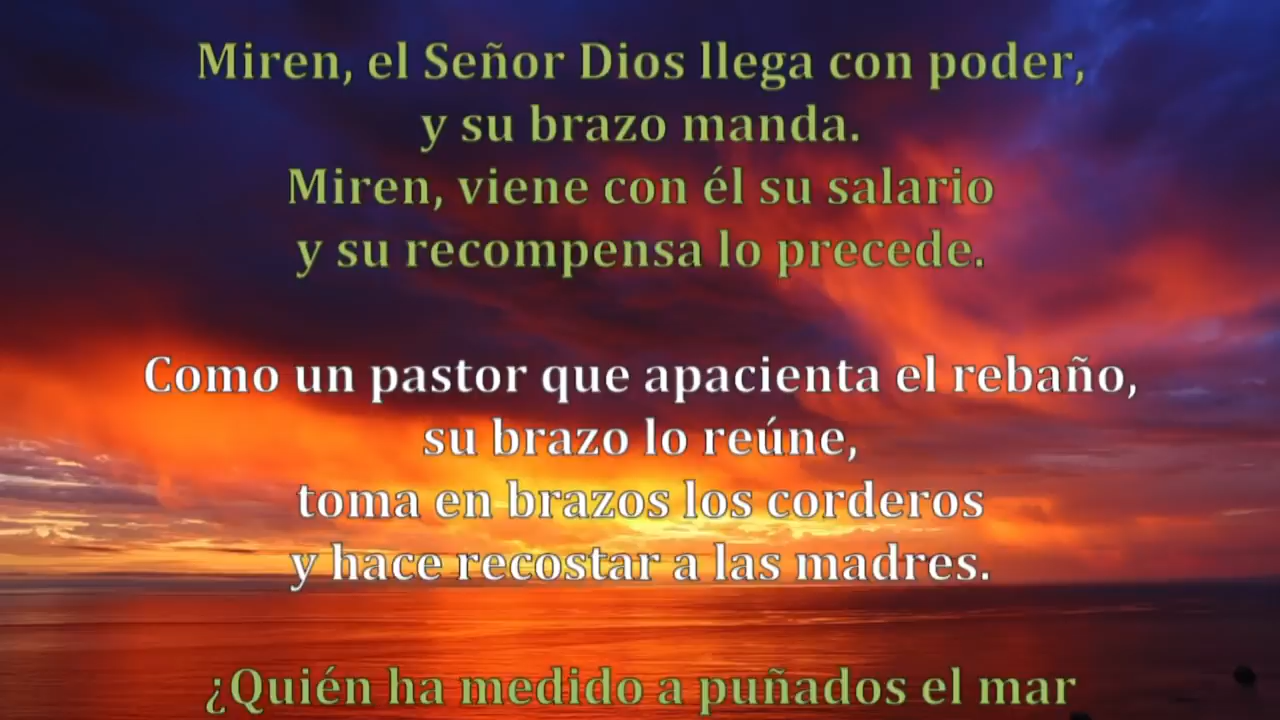 Miren, el Señor Dios llega con poder,
y su brazo manda.
Miren, viene con él su salario
y su recompensa lo precede.
Como un pastor que apacienta el rebaño,
su brazo lo reúne,
toma en brazos los corderos
y hace recostar a las madres.
¿Quién ha medido a puñados el mar